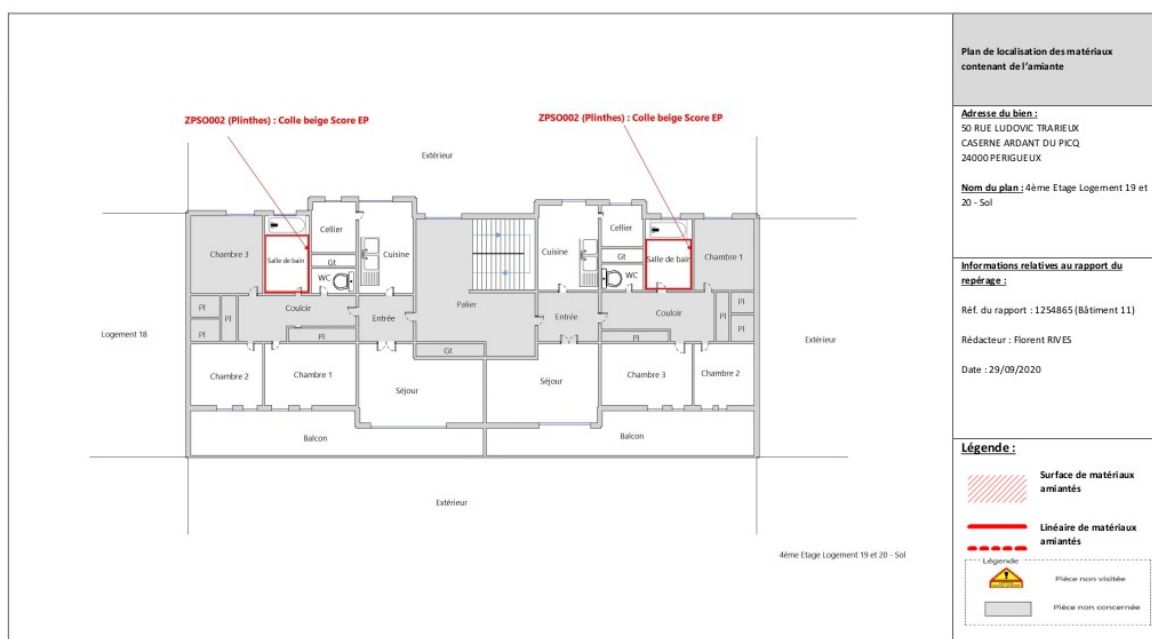 Plan de localisation des matériaux
contenant de l'amiante
Adresse du bien :
50 RUE LUDOVIC TRARIEUX
CASERNE ARDANT DU PICQ
24000 PERIGUEUX
Nom du plan : 4ème Etage Logement 19 et
20 - Sol
Informations relatives au rapport du
repérage :
Réf. du rapport : 1254865 (Bâtiment 11)
Rédacteur : Florent RIVES
Date : 29/09/2020
Légende :
Surface de matériaux
amiantés
Linéaire de matériaux
amiantés
Légende
Pièce non visitée
Pièce non concernée
ZPSO002 (Plinthes) : Colle beige Score EP
ZPSO002 (Plinthes) : Colle beige Score EP
Extérieur
Chambre 3
Salle de bain
Cellier
Gt
WC
Cuisine
Palier
Cuisine
Cellier
Gt
WC
Salle de bain
Chambre 1
Pl
Pl
Pl
Couloir
Pl
Entrée
Gt
Entrée
Couloir
Pl
Pl
Pl
Pl
Logement 18
Extérieur
Chambre 2
Chambre 1
Séjour
Séjour
Chambre 3
Chambre 2
Balcon
Balcon
Extérieur
4ème Etage Logement 19 et 20 - Sol